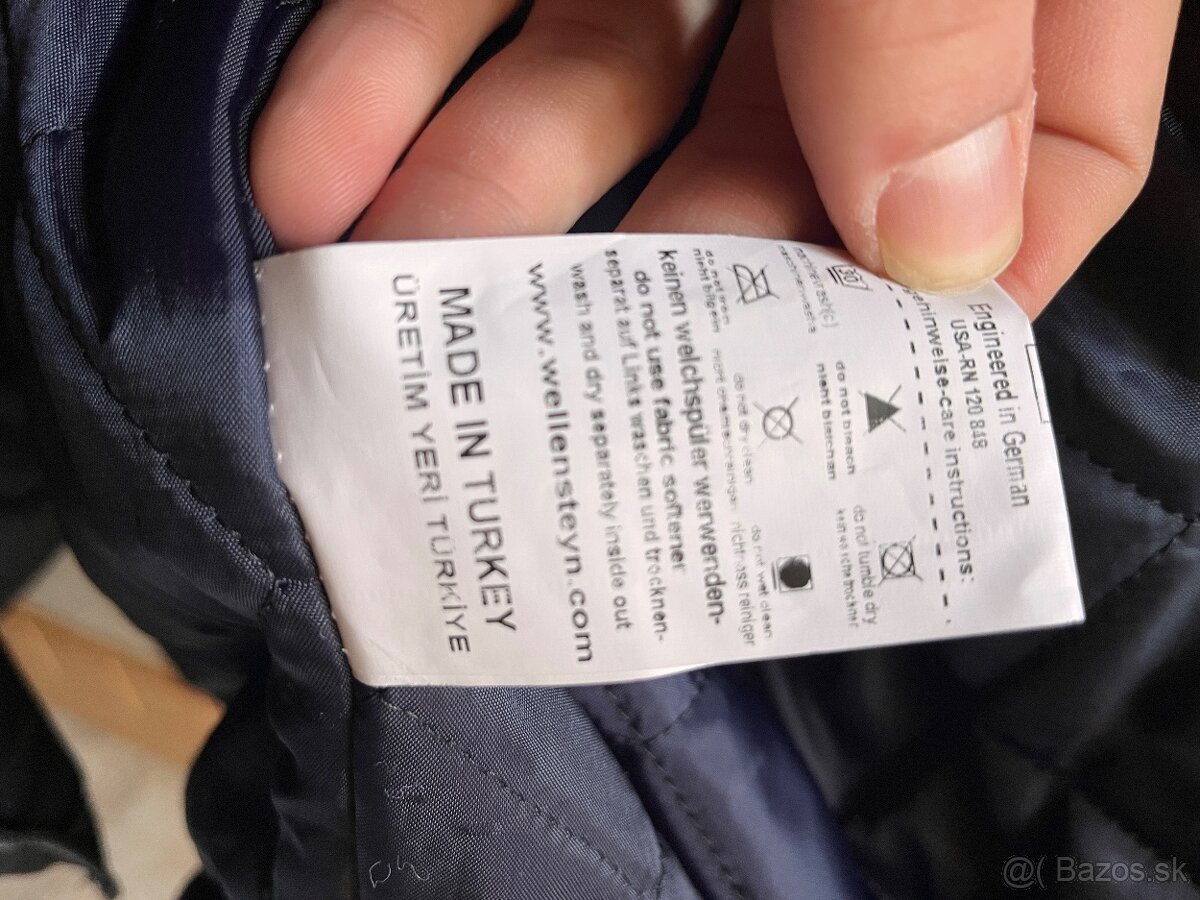 Engineered in German
USA-RN 120 848
ehinweise-care instructions:
30
do not bleach
nicht bleichen
do not tumble dry
do not iron
nicht bügeln
do not dry clean
do not wet clean
keinen weichspüler werwenden-
do not use fabric softener
separat auf Links waschen und trocknen-
wash and dry separately inside out
www.wellensteyn.com
MADE IN TURKEY
ÜRETİM YERİ TÜRKİYE
@( Bazos.sk